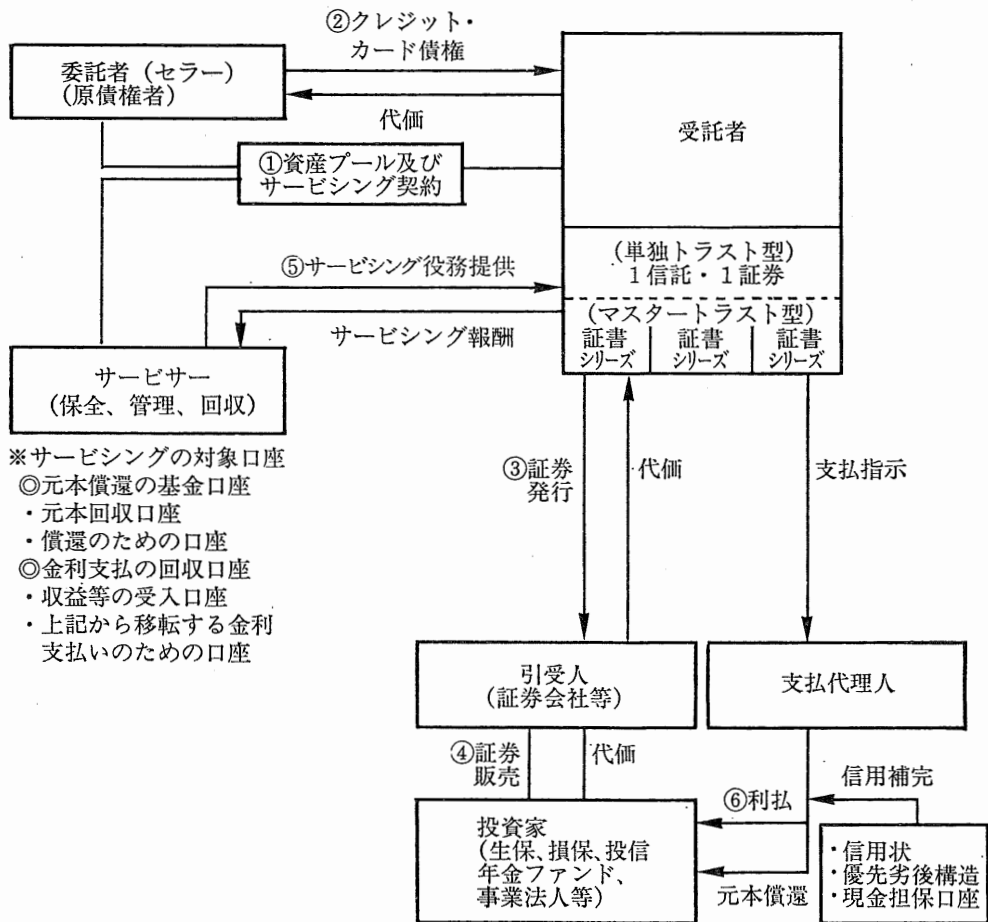 ②クレジット・
カード債権
委託者(セラー)
(原債権者)
代価
受託者
①資産プール及び
サービシング契約
(単独トラスト型)
1信託・1証券
⑤サービシング役務提供
(マスタートラスト型)
証書
シリーズ
証書
シリーズ
証書
シリーズ
サービシング報酬
サービサー
(保全、管理、回収)
※サービシングの対象口座
◎元本償還の基金口座
・元本回収口座
・償還のための口座
◎金利支払の回収口座
・収益等の受入口座
・上記から移転する金利
支払いのための口座
③証券
発行
代価
支払指示
引受人
(証券会社等)
支払代理人
④証券
販売
代価
信用補完
⑥利払
投資家
(生保、損保、投信
年金ファンド、
事業法人等)
元本償還
・信用状
・優先劣後構造
・現金担保口座